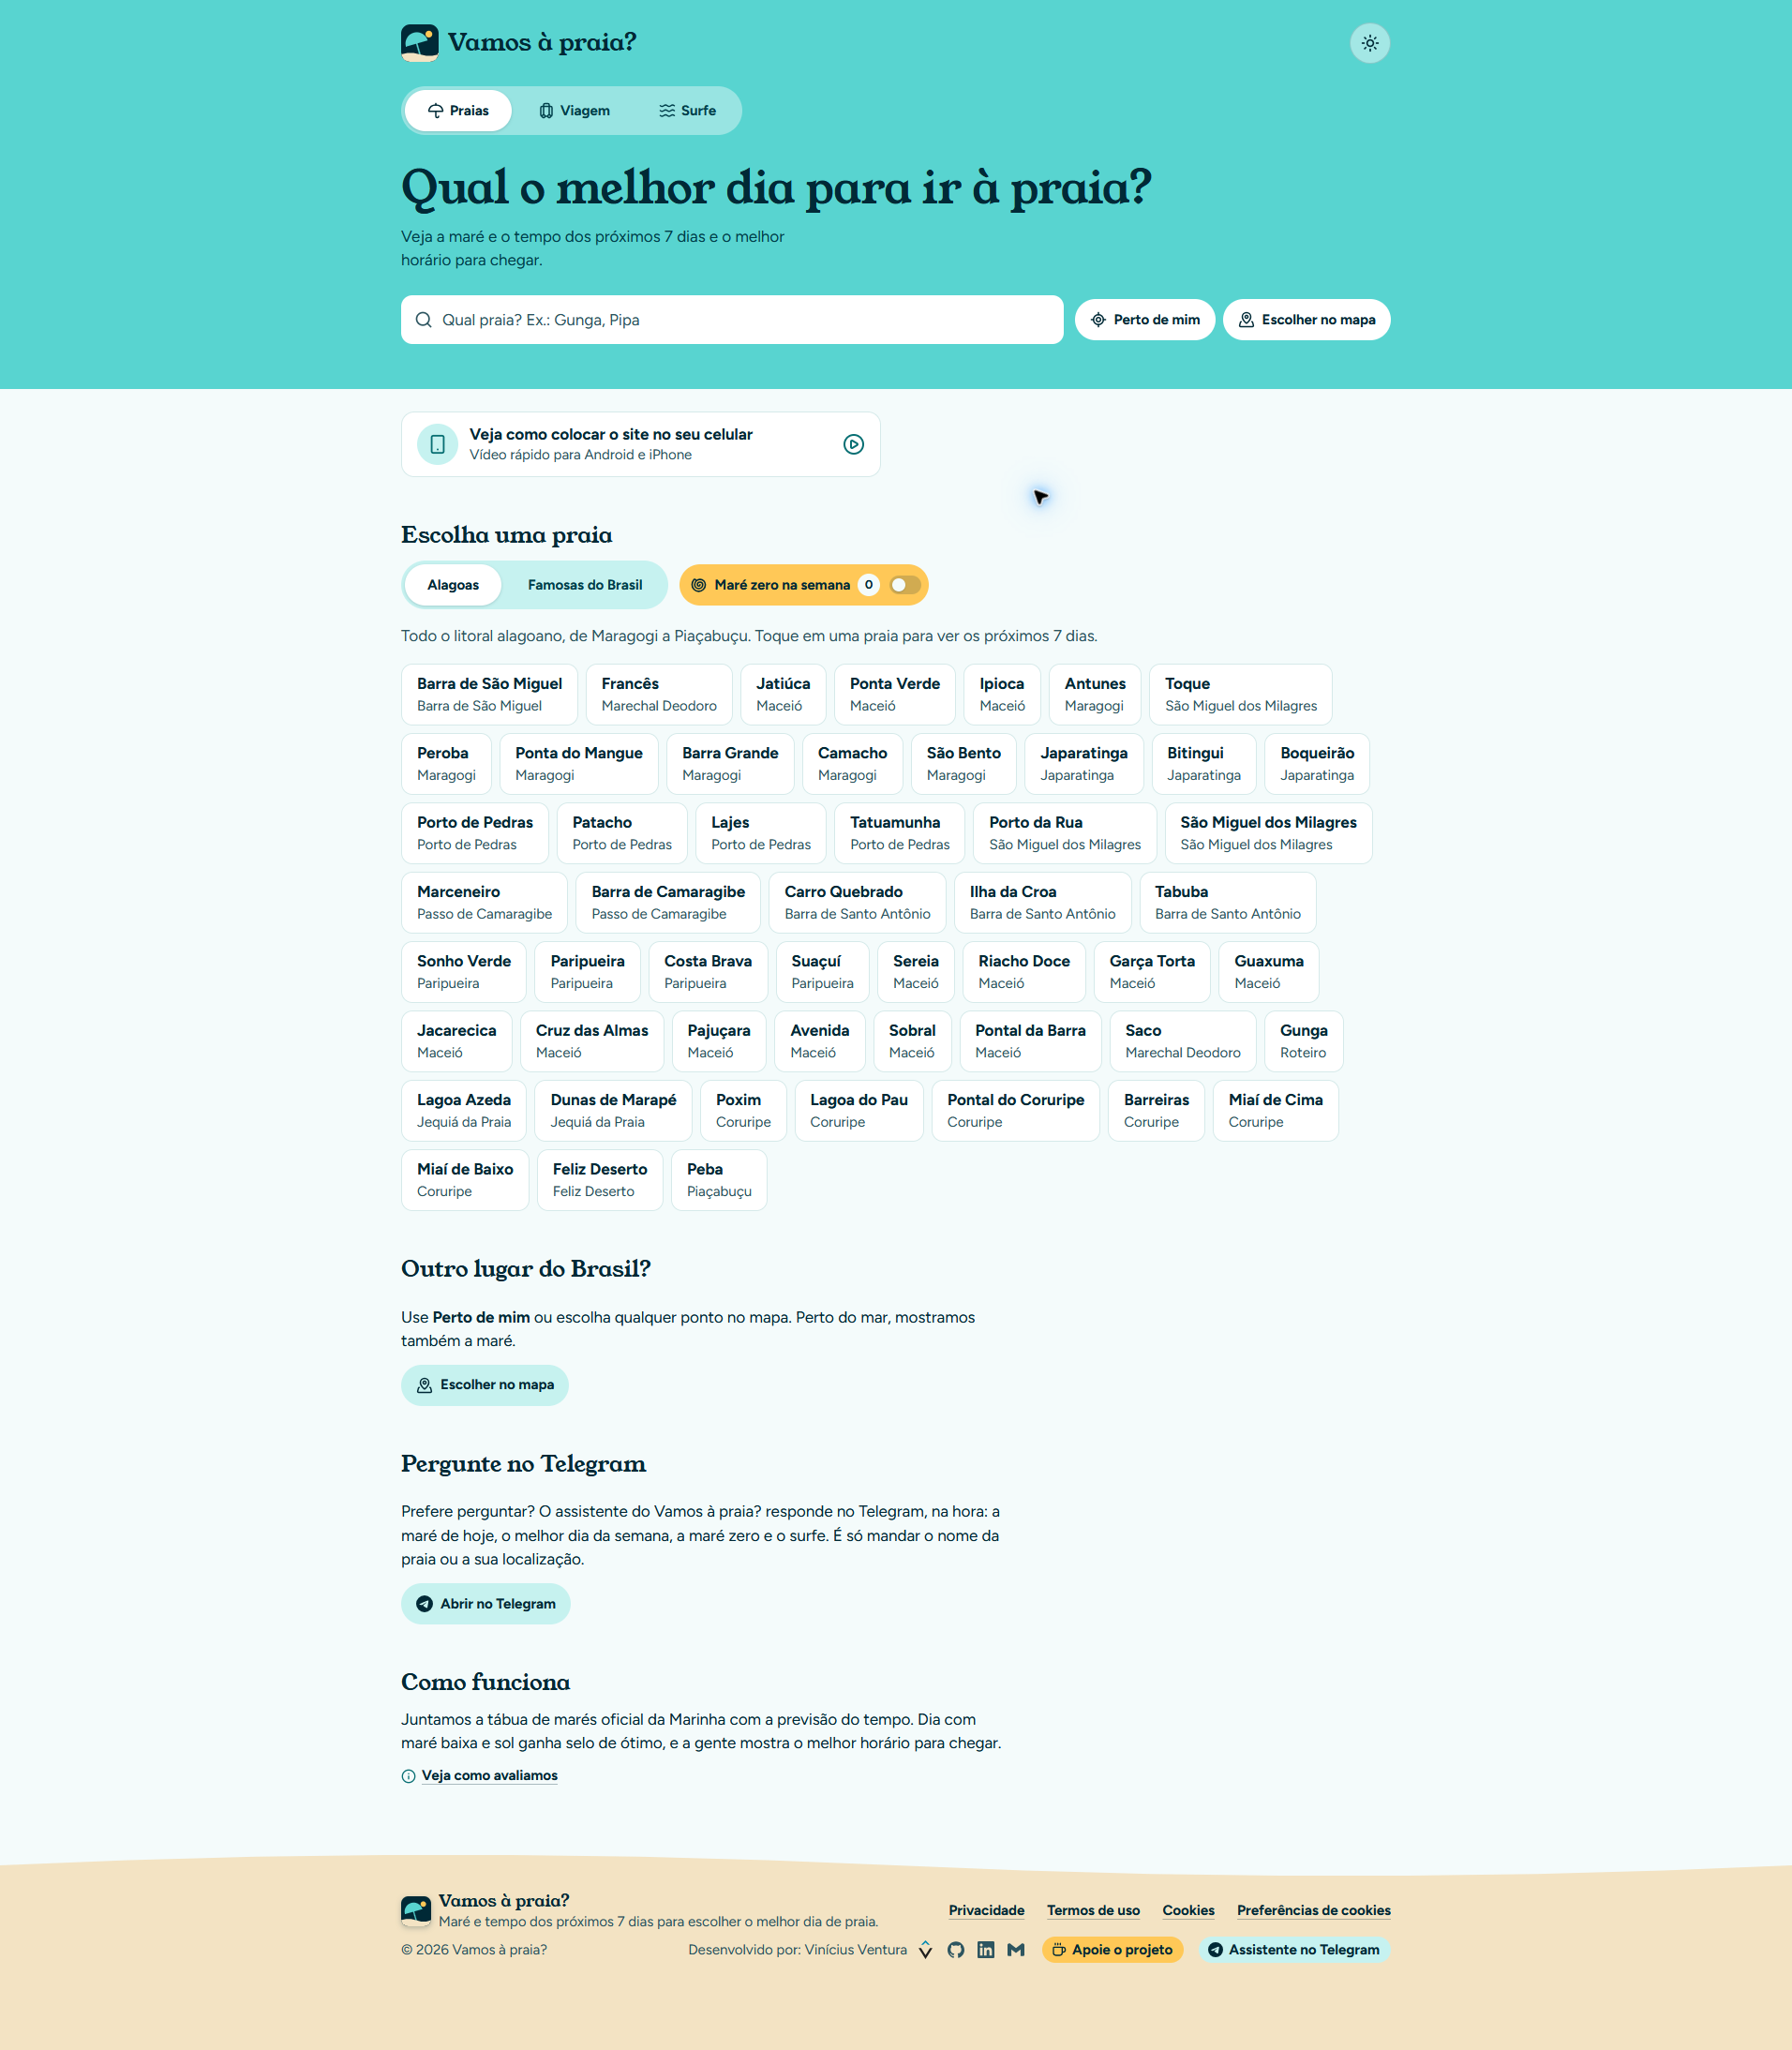 Vamos à praia?
Praias
Viagem
Surfe
Qual o melhor dia para ir à praia?
Veja a maré e o tempo dos próximos 7 dias e o melhor
horário para chegar.
Qual praia? Ex.: Gunga, Pipa
Perto de mim
Escolher no mapa
Veja como colocar o site no seu celular
Vídeo rápido para Android e iPhone
Escolha uma praia
Alagoas
Famosas do Brasil
Maré zero na semana 0
Todo o litoral alagoano, de Maragogi a Piaçabuçu. Toque em uma praia para ver os próximos 7 dias.
Barra de São Miguel
Barra de São Miguel
Francês
Marechal Deodoro
Jatiúca
Maceió
Ponta Verde
Maceió
Ipioca
Maceió
Antunes
Maragogi
Toque
São Miguel dos Milagres
Peroba
Maragogi
Ponta do Mangue
Maragogi
Barra Grande
Maragogi
Camacho
Maragogi
São Bento
Maragogi
Japaratinga
Japaratinga
Bitingui
Japaratinga
Boqueirão
Japaratinga
Porto de Pedras
Porto de Pedras
Patacho
Porto de Pedras
Lajes
Porto de Pedras
Tatuamunha
Porto de Pedras
Porto da Rua
São Miguel dos Milagres
São Miguel dos Milagres
São Miguel dos Milagres
Marceneiro
Passo de Camaragibe
Barra de Camaragibe
Passo de Camaragibe
Carro Quebrado
Barra de Santo Antônio
Ilha da Croa
Barra de Santo Antônio
Tabuba
Barra de Santo Antônio
Sonho Verde
Paripueira
Paripueira
Paripueira
Costa Brava
Paripueira
Suaçuí
Paripueira
Sereia
Maceió
Riacho Doce
Maceió
Garça Torta
Maceió
Guaxuma
Maceió
Jacarecica
Maceió
Cruz das Almas
Maceió
Pajuçara
Maceió
Avenida
Maceió
Sobral
Maceió
Pontal da Barra
Maceió
Saco
Marechal Deodoro
Gunga
Roteiro
Lagoa Azeda
Jequiá da Praia
Dunas de Marapé
Jequiá da Praia
Poxim
Coruripe
Lagoa do Pau
Coruripe
Pontal do Coruripe
Coruripe
Barreiras
Coruripe
Miaí de Cima
Coruripe
Miaí de Baixo
Coruripe
Feliz Deserto
Feliz Deserto
Peba
Piaçabuçu
Outro lugar do Brasil?
Use Perto de mim ou escolha qualquer ponto no mapa. Perto do mar, mostramos
também a maré.
Escolher no mapa
Pergunte no Telegram
Prefere perguntar? O assistente do Vamos à praia? responde no Telegram, na hora: a
maré de hoje, o melhor dia da semana, a maré zero e o surfe. É só mandar o nome da
praia ou a sua localização.
Abrir no Telegram
Como funciona
Juntamos a tábua de marés oficial da Marinha com a previsão do tempo. Dia com
maré baixa e sol ganha selo de ótimo, e a gente mostra o melhor horário para chegar.
Veja como avaliamos
Vamos à praia?
Maré e tempo dos próximos 7 dias para escolher o melhor dia de praia.
Privacidade
Termos de uso
Cookies
Preferências de cookies
© 2026 Vamos à praia?
Desenvolvido por: Vinícius Ventura
Apoie o projeto
Assistente no Telegram